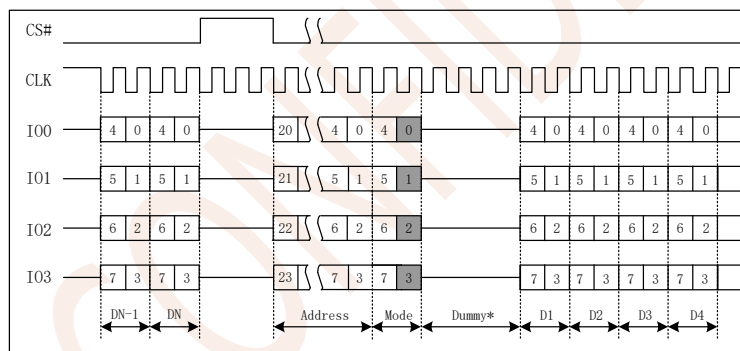 CS#
CLK
IO0 4 0 4 0 20 4 0 4 0 4 0 4 0 4 0 4 0
IO1 5 1 5 1 21 5 1 5 1 5 1 5 1 5 1 5 1
IO2 6 2 6 2 22 6 2 6 2 6 2 6 2 6 2 6 2
IO3 7 3 7 3 23 7 3 7 3 7 3 7 3 7 3 7 3
DN-1 DN Address Mode Dummy* D1 D2 D3 D4